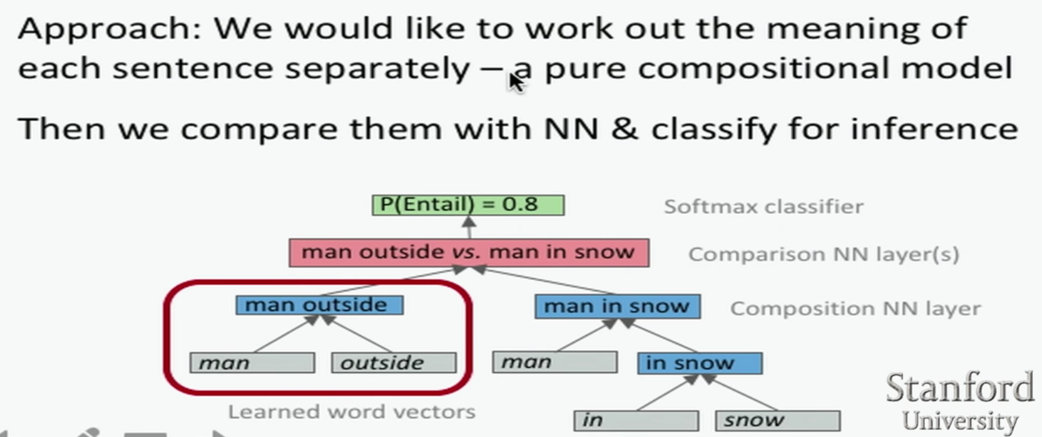 Approach: We would like to work out the meaning of
each sentence separately – a pure compositional model
Then we compare them with NN & classify for inference
P(Entail) = 0.8
Softmax classifier
man outside vs. man in snow
Comparison NN layer(s)
man outside
man in snow
Composition NN layer
man
outside
man
in snow
Learned word vectors
in
snow
Stanford
University